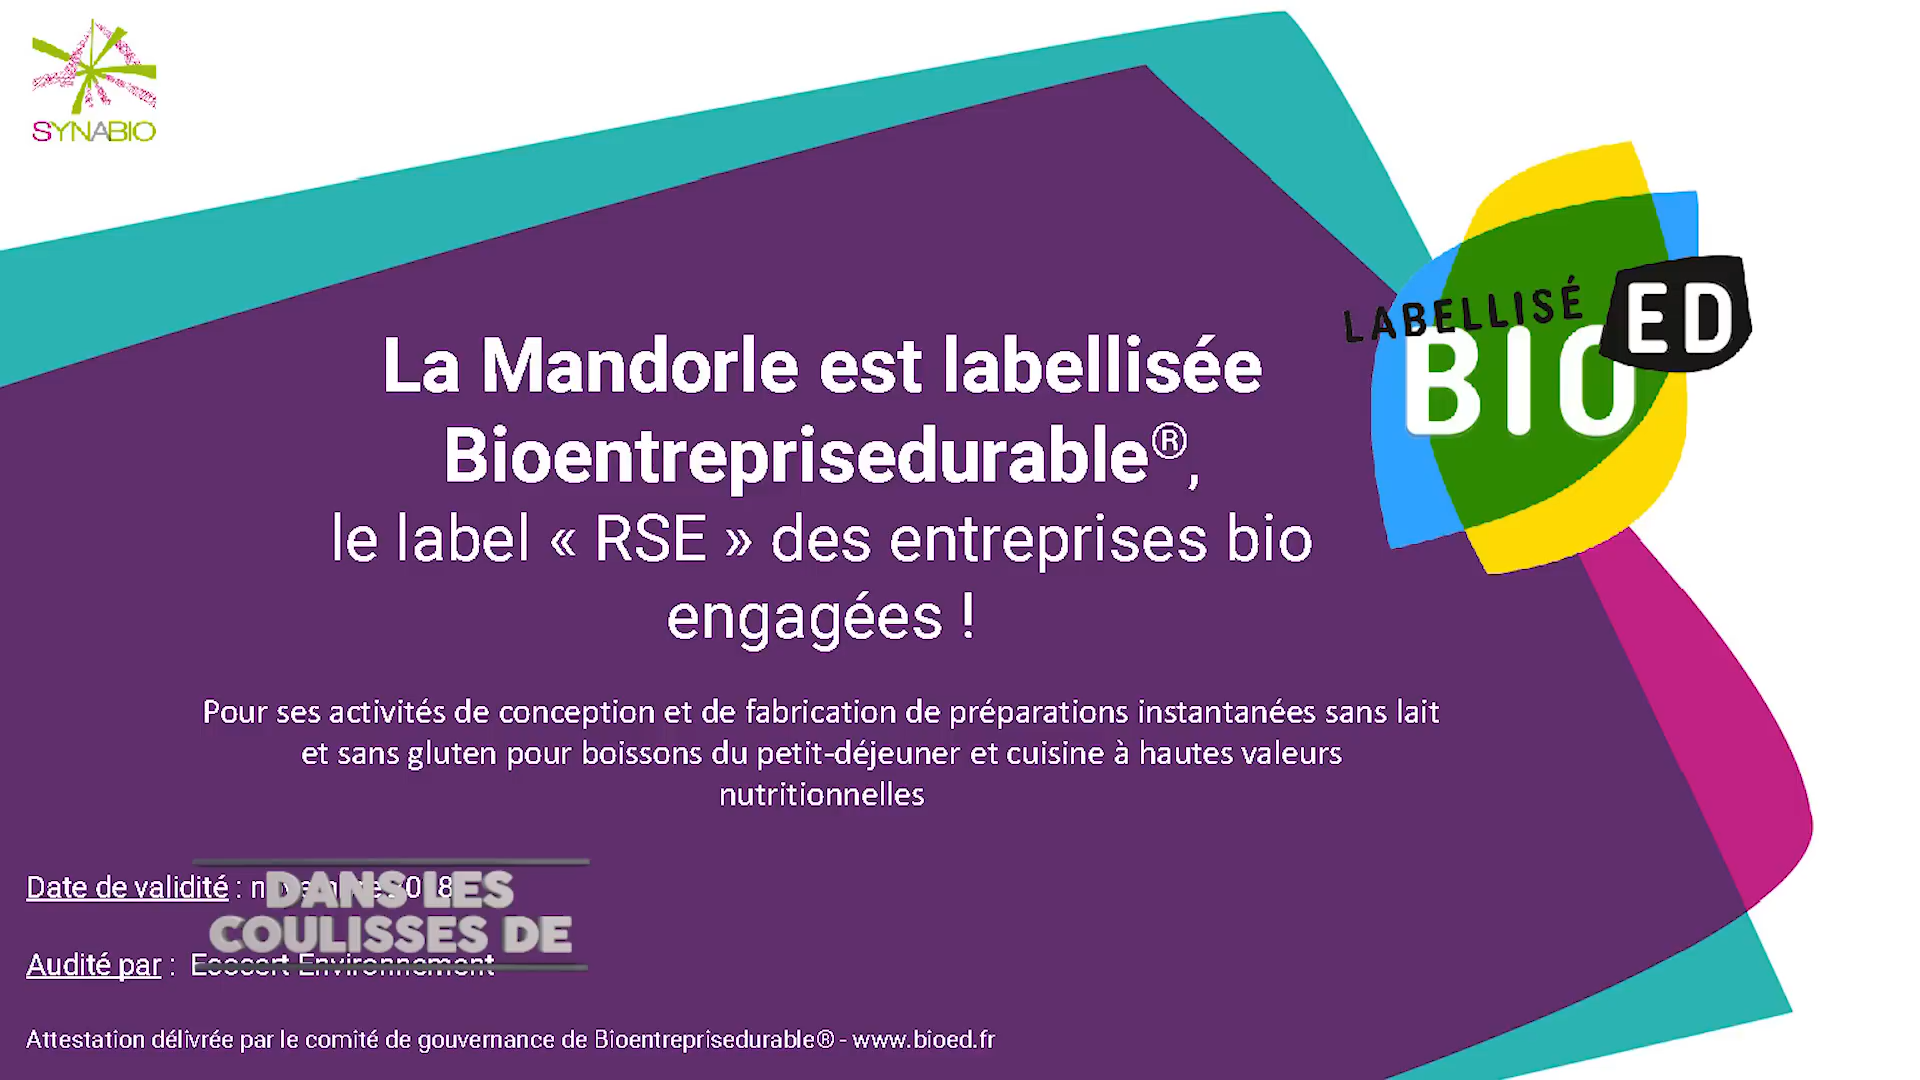 SYNABIO
LABELLISÉ
BIO ED
La Mandorle est labellisée
Bioentreprisedurable®,
le label « RSE » des entreprises bio
engagées !
Pour ses activités de conception et de fabrication de préparations instantanées sans lait
et sans gluten pour boissons du petit-déjeuner et cuisine à hautes valeurs
nutritionnelles
Date de validité :
DANS LES
COULISSES DE
Audité par : Ecocert Environnement
Attestation délivrée par le comité de gouvernance de Bioentreprisedurable® - www.bioed.fr